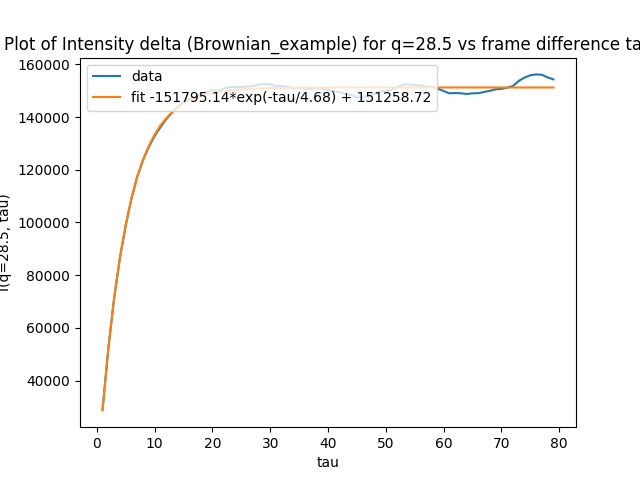 Plot of Intensity delta (Brownian_example) for q=28.5 vs frame difference ta
160000
data
fit -151795.14*exp(-tau/4.68) + 151258.72
140000
120000
100000
I(q=28.5, tau)
80000
60000
40000
0 10 20 30 40 50 60 70 80
tau